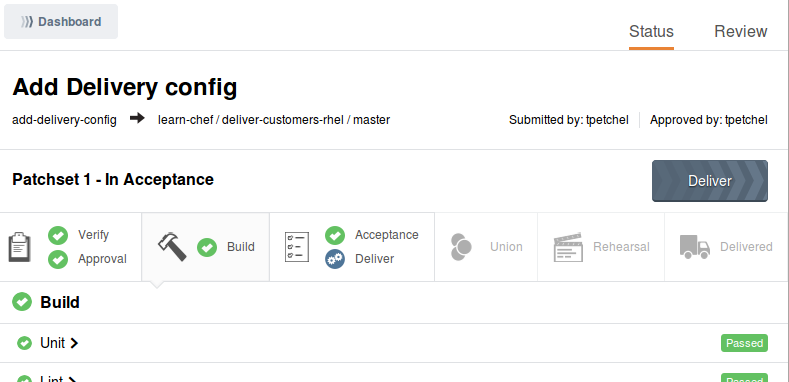 Dashboard
Status Review
Add Delivery config
add-delivery-config learn-chef / deliver-customers-rhel / master Submitted by: tpetchel Approved by: tpetchel
Patchset 1 - In Acceptance Deliver
Verify
Approval
Build
Acceptance
Deliver
Union
Rehearsal
Delivered
Build
Unit Passed
Lint Passed